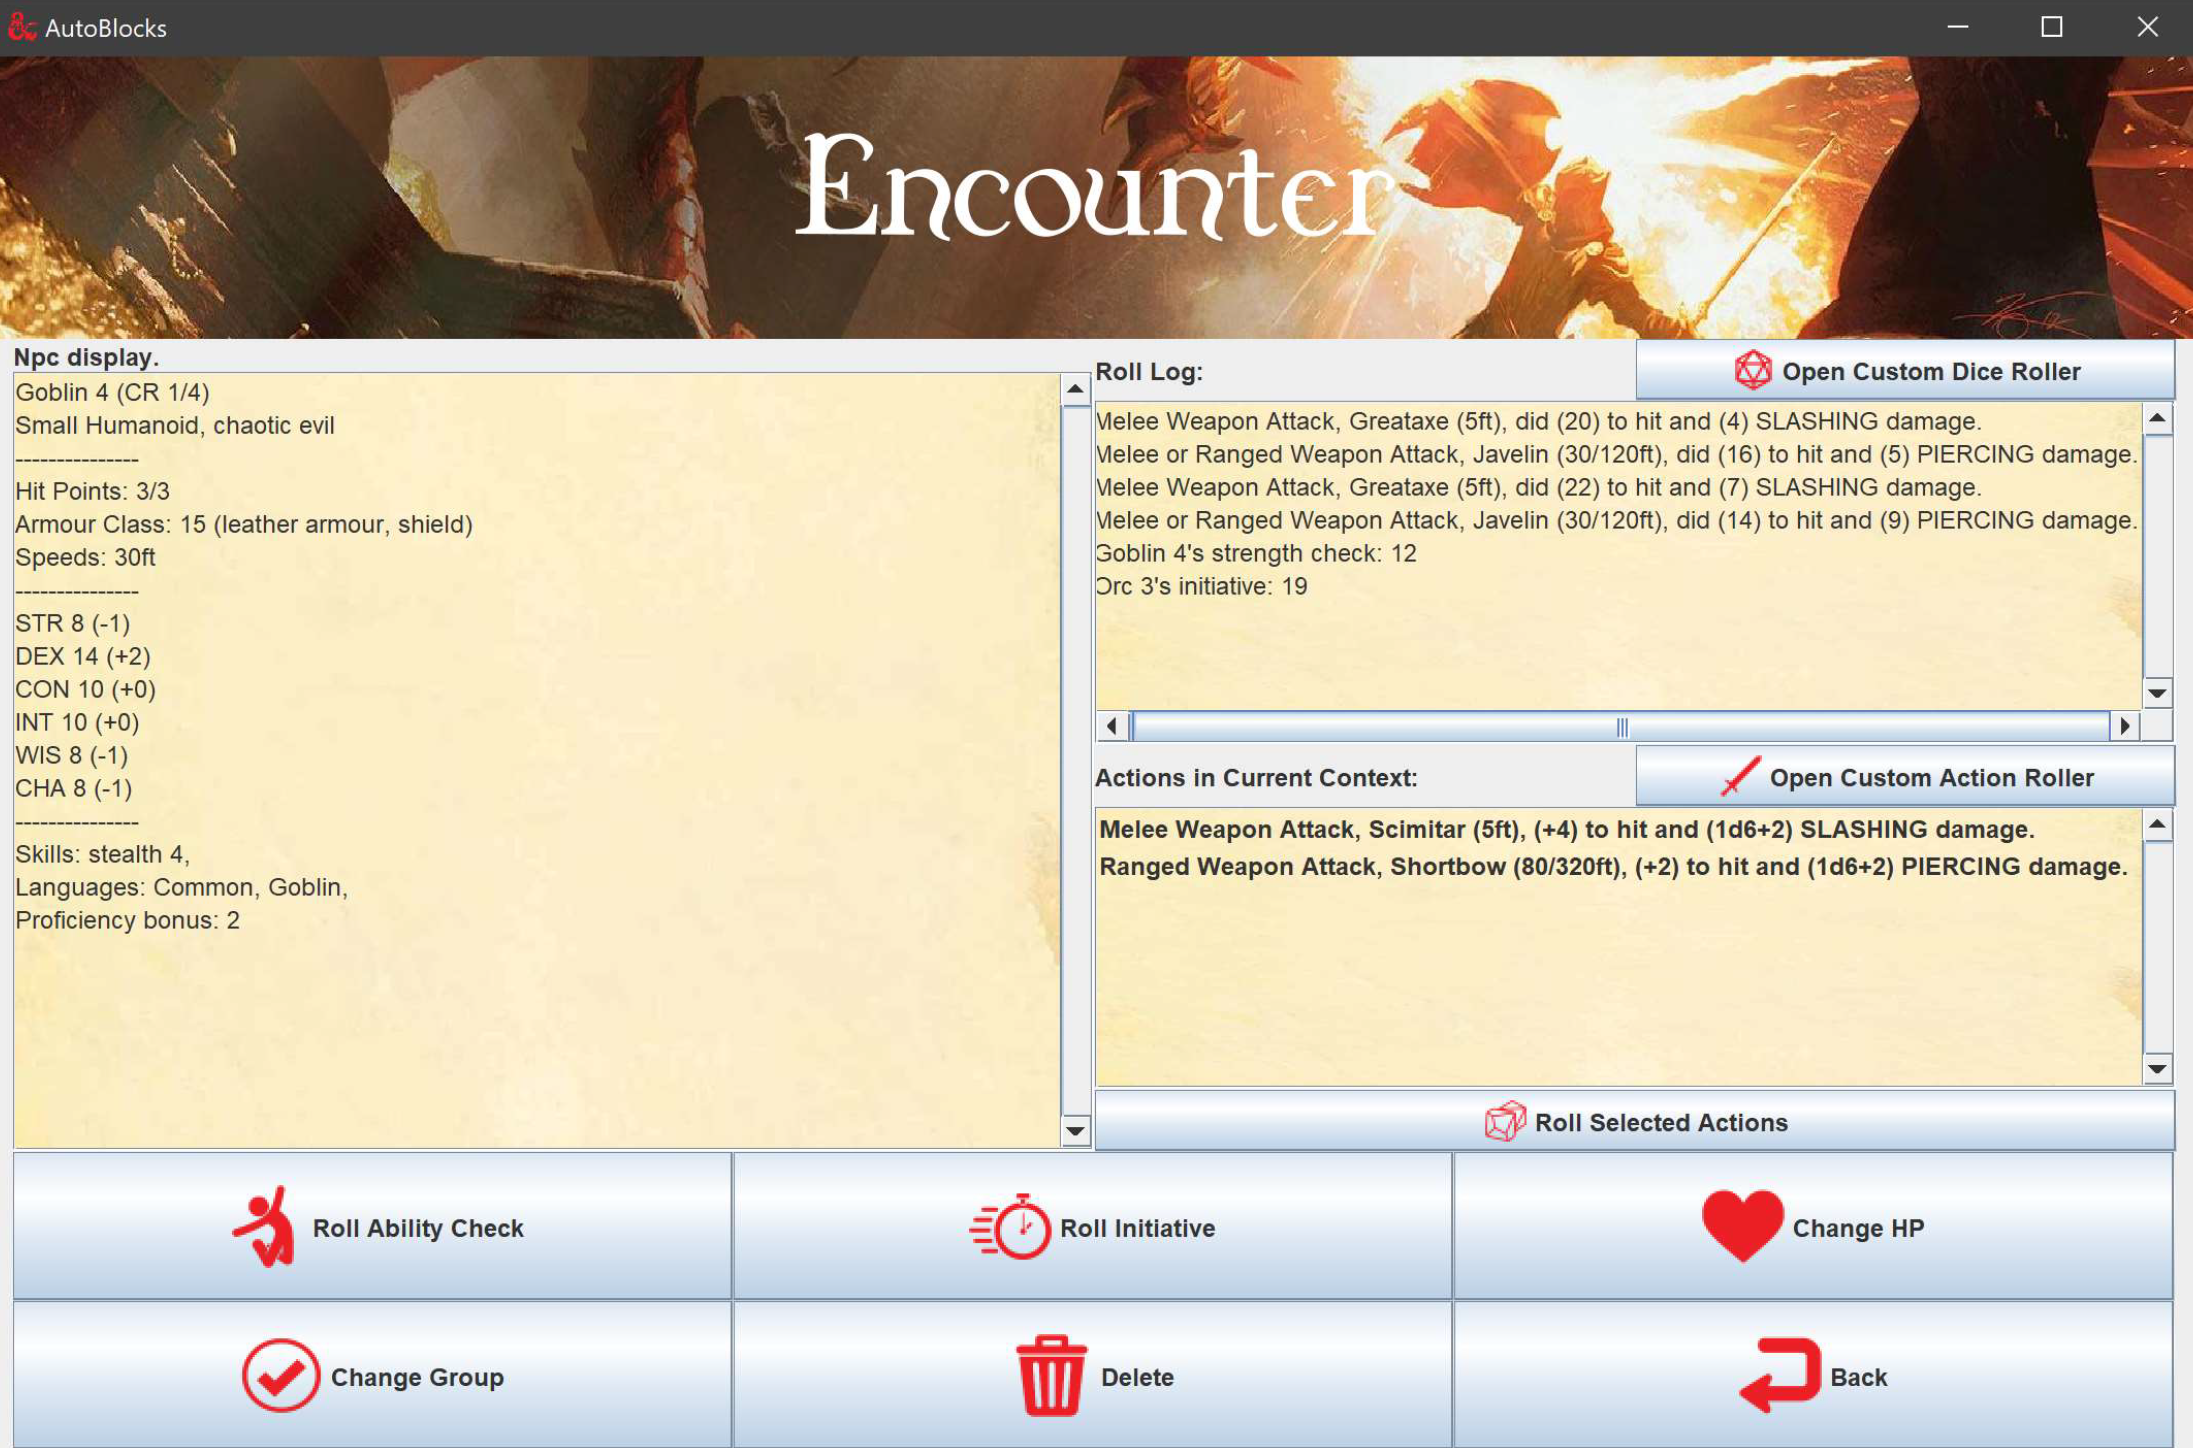 AutoBlocks
Encounter
Npc display.
Goblin 4 (CR 1/4)
Small Humanoid, chaotic evil
---------------
Hit Points: 3/3
Armour Class: 15 (leather armour, shield)
Speeds: 30ft
---------------
STR 8 (-1)
DEX 14 (+2)
CON 10 (+0)
INT 10 (+0)
WIS 8 (-1)
CHA 8 (-1)
---------------
Skills: stealth 4,
Languages: Common, Goblin,
Proficiency bonus: 2
Roll Log:
Open Custom Dice Roller
Melee Weapon Attack, Greataxe (5ft), did (20) to hit and (4) SLASHING damage.
Melee or Ranged Weapon Attack, Javelin (30/120ft), did (16) to hit and (5) PIERCING damage.
Melee Weapon Attack, Greataxe (5ft), did (22) to hit and (7) SLASHING damage.
Melee or Ranged Weapon Attack, Javelin (30/120ft), did (14) to hit and (9) PIERCING damage.
Goblin 4's strength check: 12
Orc 3's initiative: 19
Actions in Current Context:
Open Custom Action Roller
Melee Weapon Attack, Scimitar (5ft), (+4) to hit and (1d6+2) SLASHING damage.
Ranged Weapon Attack, Shortbow (80/320ft), (+2) to hit and (1d6+2) PIERCING damage.
Roll Selected Actions
Roll Ability Check
Roll Initiative
Change HP
Change Group
Delete
Back